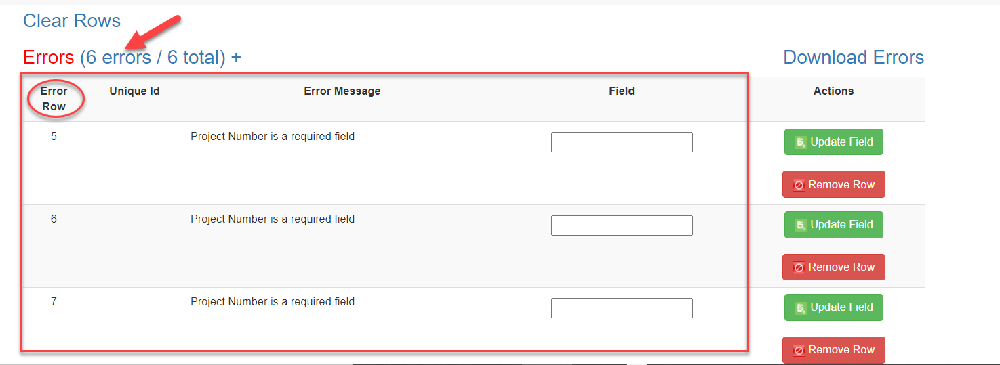 Clear Rows
Errors (6 errors / 6 total) +
Download Errors
Error Row
Unique Id
Error Message
Field
Actions
5
Project Number is a required field
Update Field
Remove Row
6
Project Number is a required field
Update Field
Remove Row
7
Project Number is a required field
Update Field
Remove Row